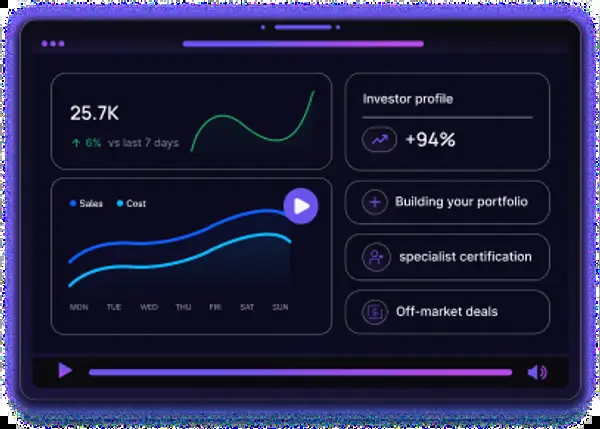 25.7K
↑ 6% vs last 7 days
Investor profile
+94%
Sales Cost
MON TUE WED THU FRI SAT SUN
Building your portfolio
specialist certification
Off-market deals